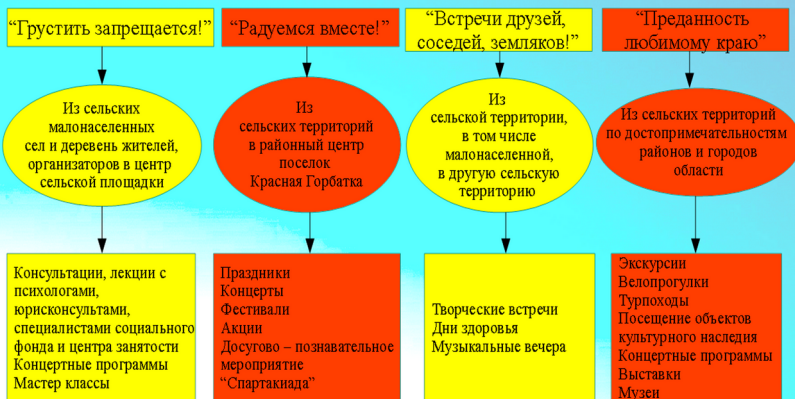 “Грустить запрещается!”
“Радуемся вместе!”
“Встречи друзей,
соседей, земляков!”
“Преданность
любимому краю”
Из сельских
малонаселенных
сел и деревень жителей,
организаторов в центр
сельской площадки
Из
сельских территорий
в районный центр
поселок
Красная Горбатка
Из
сельской территории,
в том числе
малонаселенной,
в другую сельскую
территорию
Из сельских территорий
по достопримечательностям
районов и городов
области
Консультации, лекции с
психологами,
юрисконсультами,
специалистами социального
фонда и центра занятости
Концертные программы
Мастер классы
Праздники
Концерты
Фестивали
Акции
Досугово – познавательное
мероприятие
“Спартакиада”
Творческие встречи
Дни здоровья
Музыкальные вечера
Экскурсии
Велопрогулки
Турпоходы
Посещение объектов
культурного наследия
Концертные программы
Выставки
Музеи